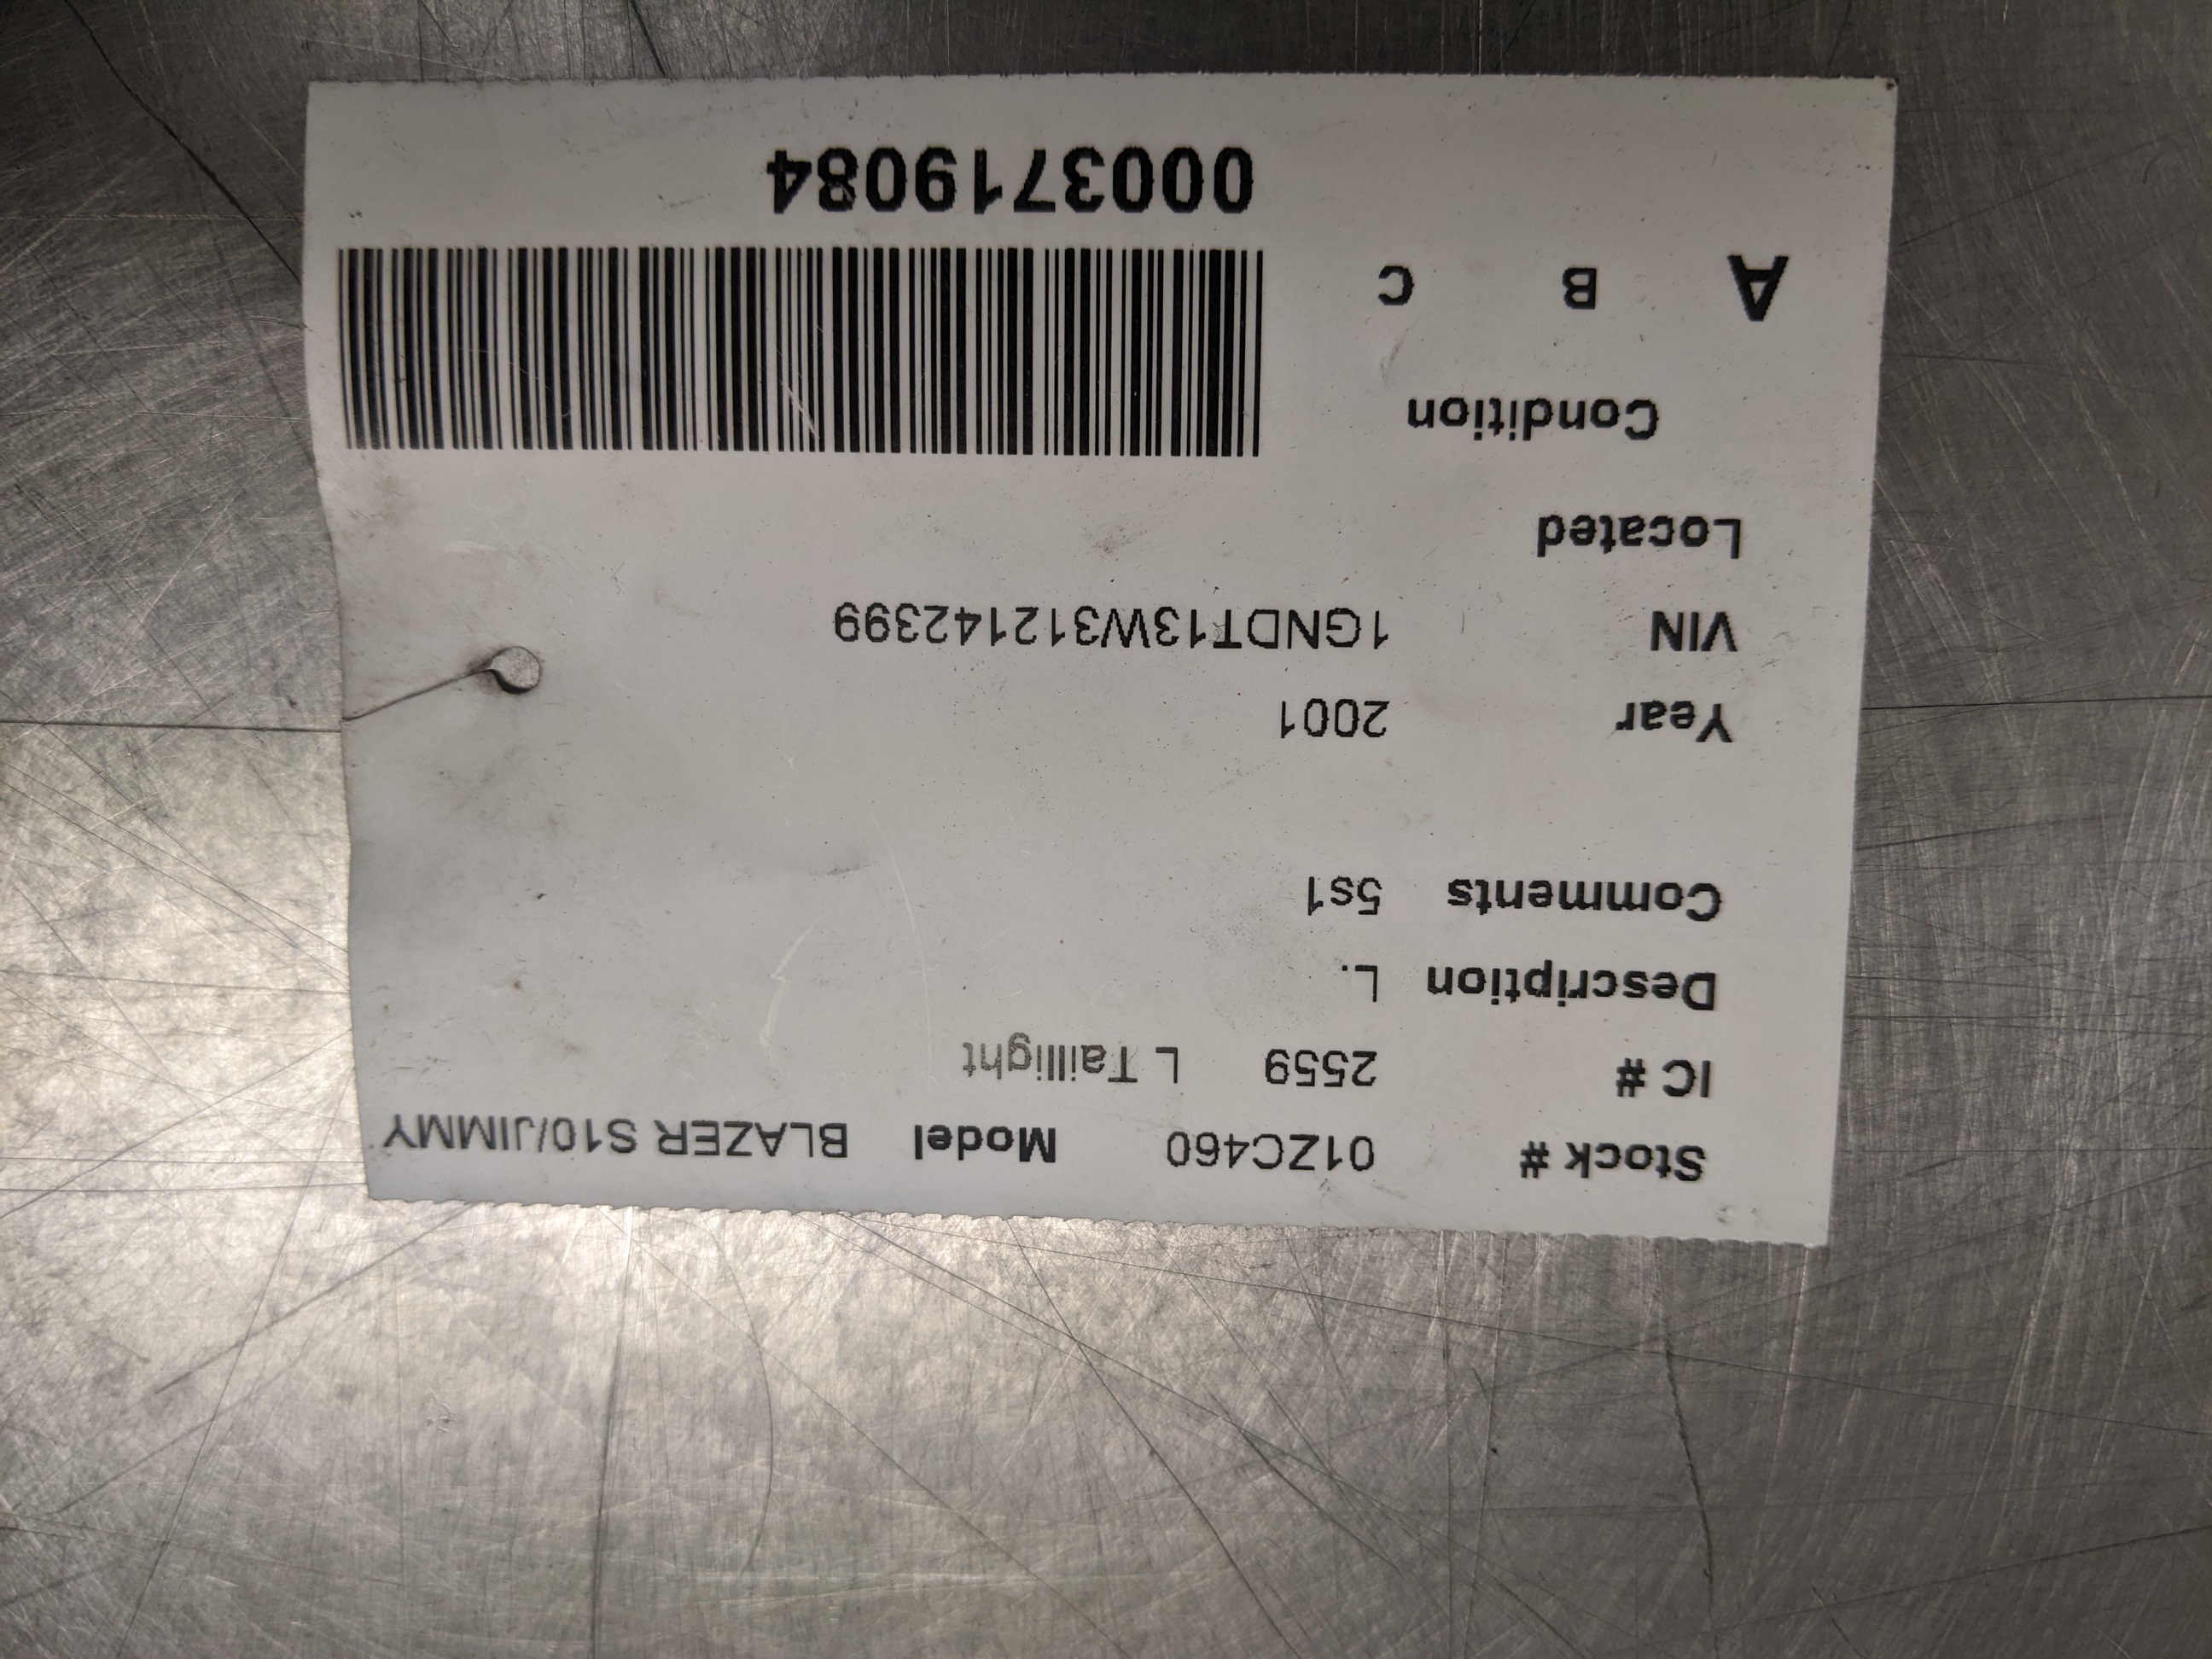 Stock # 01ZC460 Model BLAZER S10/JIMMY
IC # 2559 L Taillight
Description L.
Comments 5s1
Year 2001
VIN 1GNDT13W312142399
Located
Condition
A B C
0003719084